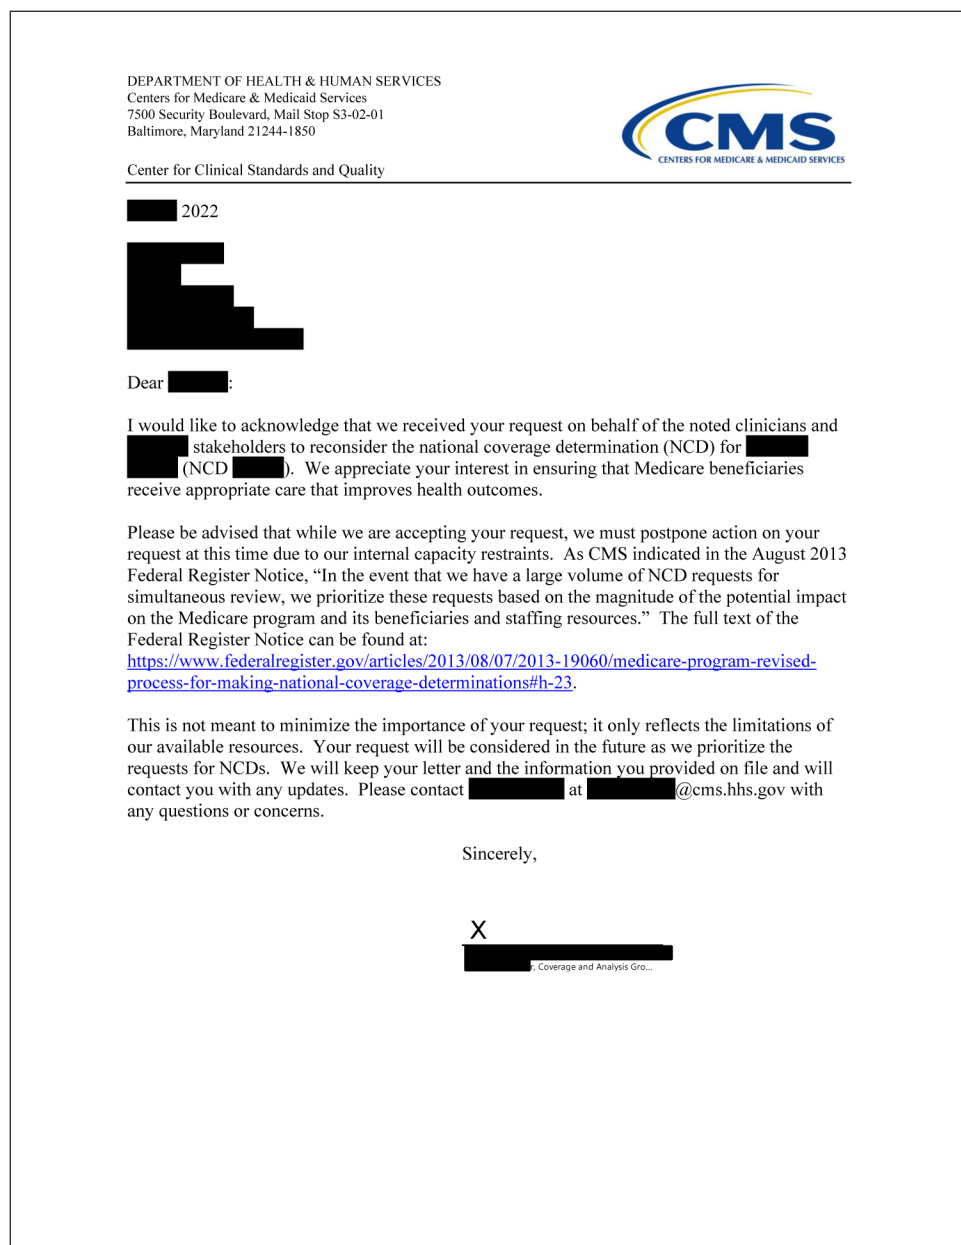 DEPARTMENT OF HEALTH & HUMAN SERVICES
Centers for Medicare & Medicaid Services
7500 Security Boulevard, Mail Stop S3-02-01
Baltimore, Maryland 21244-1850
CMS
CENTERS FOR MEDICARE & MEDICAID SERVICES
Center for Clinical Standards and Quality
2022
Dear :
I would like to acknowledge that we received your request on behalf of the noted clinicians and
stakeholders to reconsider the national coverage determination (NCD) for
(NCD ). We appreciate your interest in ensuring that Medicare beneficiaries
receive appropriate care that improves health outcomes.
Please be advised that while we are accepting your request, we must postpone action on your
request at this time due to our internal capacity restraints. As CMS indicated in the August 2013
Federal Register Notice, “In the event that we have a large volume of NCD requests for
simultaneous review, we prioritize these requests based on the magnitude of the potential impact
on the Medicare program and its beneficiaries and staffing resources.” The full text of the
Federal Register Notice can be found at:
https://www.federalregister.gov/articles/2013/08/07/2013-19060/medicare-program-revised-
process-for-making-national-coverage-determinations#h-23.
This is not meant to minimize the importance of your request; it only reflects the limitations of
our available resources. Your request will be considered in the future as we prioritize the
requests for NCDs. We will keep your letter and the information you provided on file and will
contact you with any updates. Please contact at @cms.hhs.gov with
any questions or concerns.
Sincerely,
X
r, Coverage and Analysis Gro...